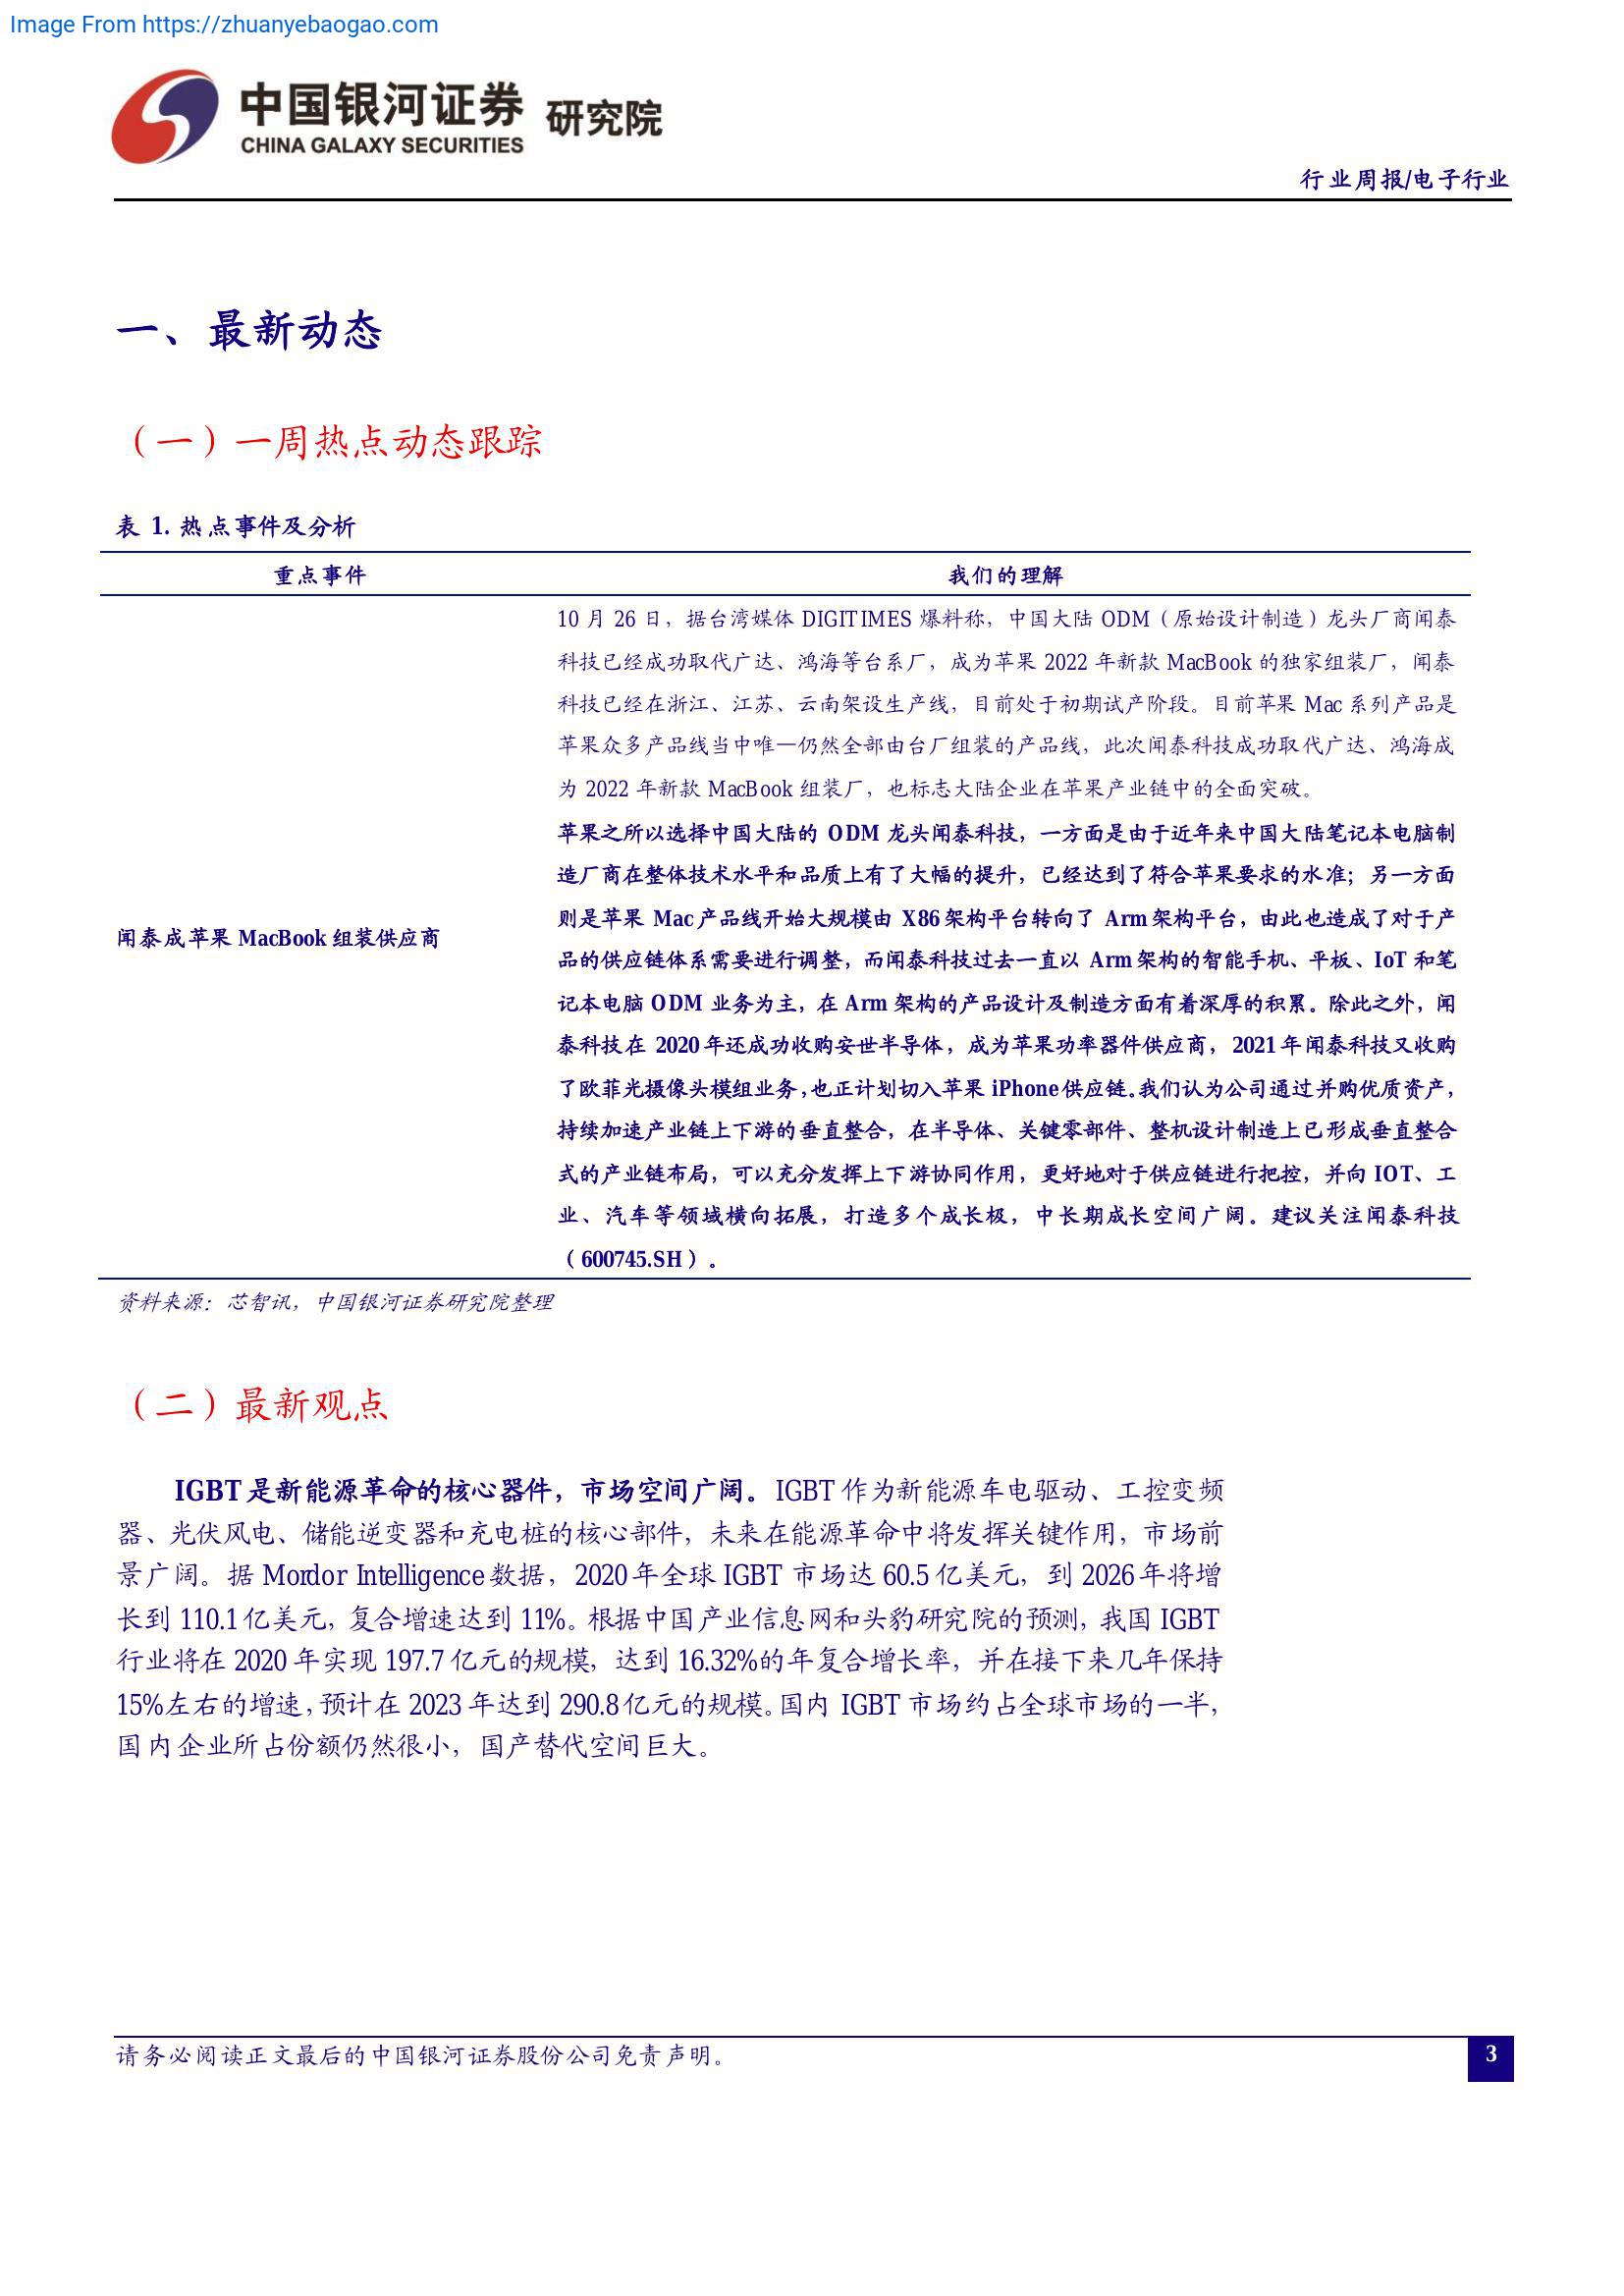 Image From https://zhuanyebaogao.com
中国银河证券 研究院
CHINA GALAXY SECURITIES
行业周报/电子行业
一、最新动态
（一）一周热点动态跟踪
表 1. 热点事件及分析
重点事件 我们的理解
10 月 26 日，据台湾媒体 DIGITIMES 爆料称，中国大陆 ODM（原始设计制造）龙头厂商闻泰
科技已经成功取代广达、鸿海等台系厂，成为苹果 2022 年新款 MacBook 的独家组装厂，闻泰
科技已经在浙江、江苏、云南架设生产线，目前处于初期试产阶段。目前苹果 Mac 系列产品是
苹果众多产品线当中唯一仍然全部由台厂组装的产品线，此次闻泰科技成功取代广达、鸿海成
为 2022 年新款 MacBook 组装厂，也标志大陆企业在苹果产业链中的全面突破。
苹果之所以选择中国大陆的 ODM 龙头闻泰科技，一方面是由于近年来中国大陆笔记本电脑制
造厂商在整体技术水平和品质上有了大幅的提升，已经达到了符合苹果要求的水准；另一方面
则是苹果 Mac 产品线开始大规模由 X86 架构平台转向了 Arm 架构平台，由此也造成了对于产
闻泰成苹果 MacBook 组装供应商
品的供应链体系需要进行调整，而闻泰科技过去一直以 Arm 架构的智能手机、平板、IoT 和笔
记本电脑 ODM 业务为主，在 Arm 架构的产品设计及制造方面有着深厚的积累。除此之外，闻
泰科技在 2020 年还成功收购安世半导体，成为苹果功率器件供应商，2021 年闻泰科技又收购
了欧菲光摄像头模组业务，也正计划切入苹果 iPhone 供应链。我们认为公司通过并购优质资产，
持续加速产业链上下游的垂直整合，在半导体、关键零部件、整机设计制造上已形成垂直整合
式的产业链布局，可以充分发挥上下游协同作用，更好地对于供应链进行把控，并向 IOT、工
业、汽车等领域横向拓展，打造多个成长极，中长期成长空间广阔。建议关注闻泰科技
（600745.SH）。
资料来源：芯智讯，中国银河证券研究院整理
（二）最新观点
IGBT 是新能源革命的核心器件，市场空间广阔。IGBT 作为新能源车电驱动、工控变频
器、光伏风电、储能逆变器和充电桩的核心部件，未来在能源革命中将发挥关键作用，市场前
景广阔。据 Mordor Intelligence 数据，2020 年全球 IGBT 市场达 60.5 亿美元，到 2026 年将增
长到 110.1 亿美元，复合增速达到 11%。根据中国产业信息网和头豹研究院的预测，我国 IGBT
行业将在 2020 年实现 197.7 亿元的规模，达到 16.32%的年复合增长率，并在接下来几年保持
15%左右的增速，预计在 2023 年达到 290.8 亿元的规模。国内 IGBT 市场约占全球市场的一半，
国内企业所占份额仍然很小，国产替代空间巨大。
请务必阅读正文最后的中国银河证券股份公司免责声明。
3